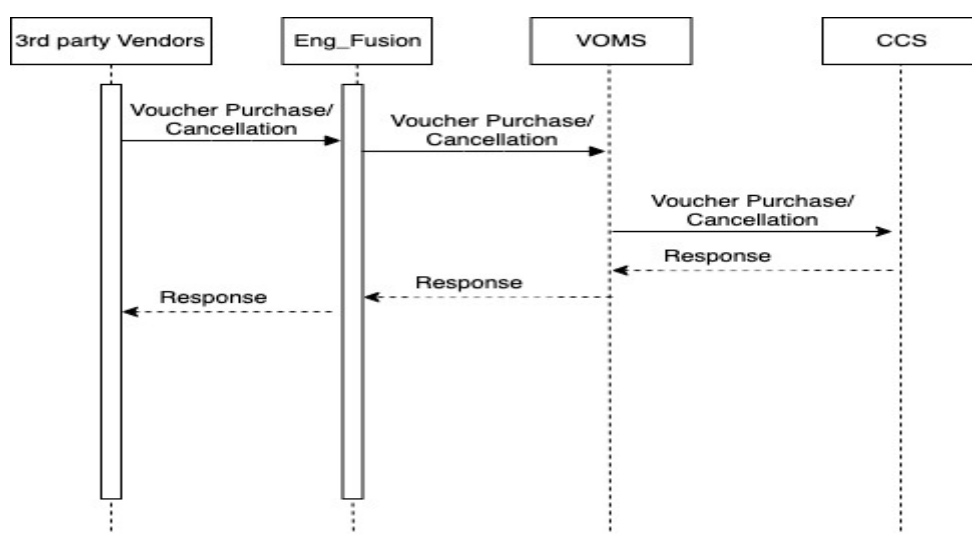 3rd party Vendors
Eng_Fusion
VOMS
CCS
Voucher Purchase/
Cancellation
Voucher Purchase/
Cancellation
Voucher Purchase/
Cancellation
Response
Response
Response